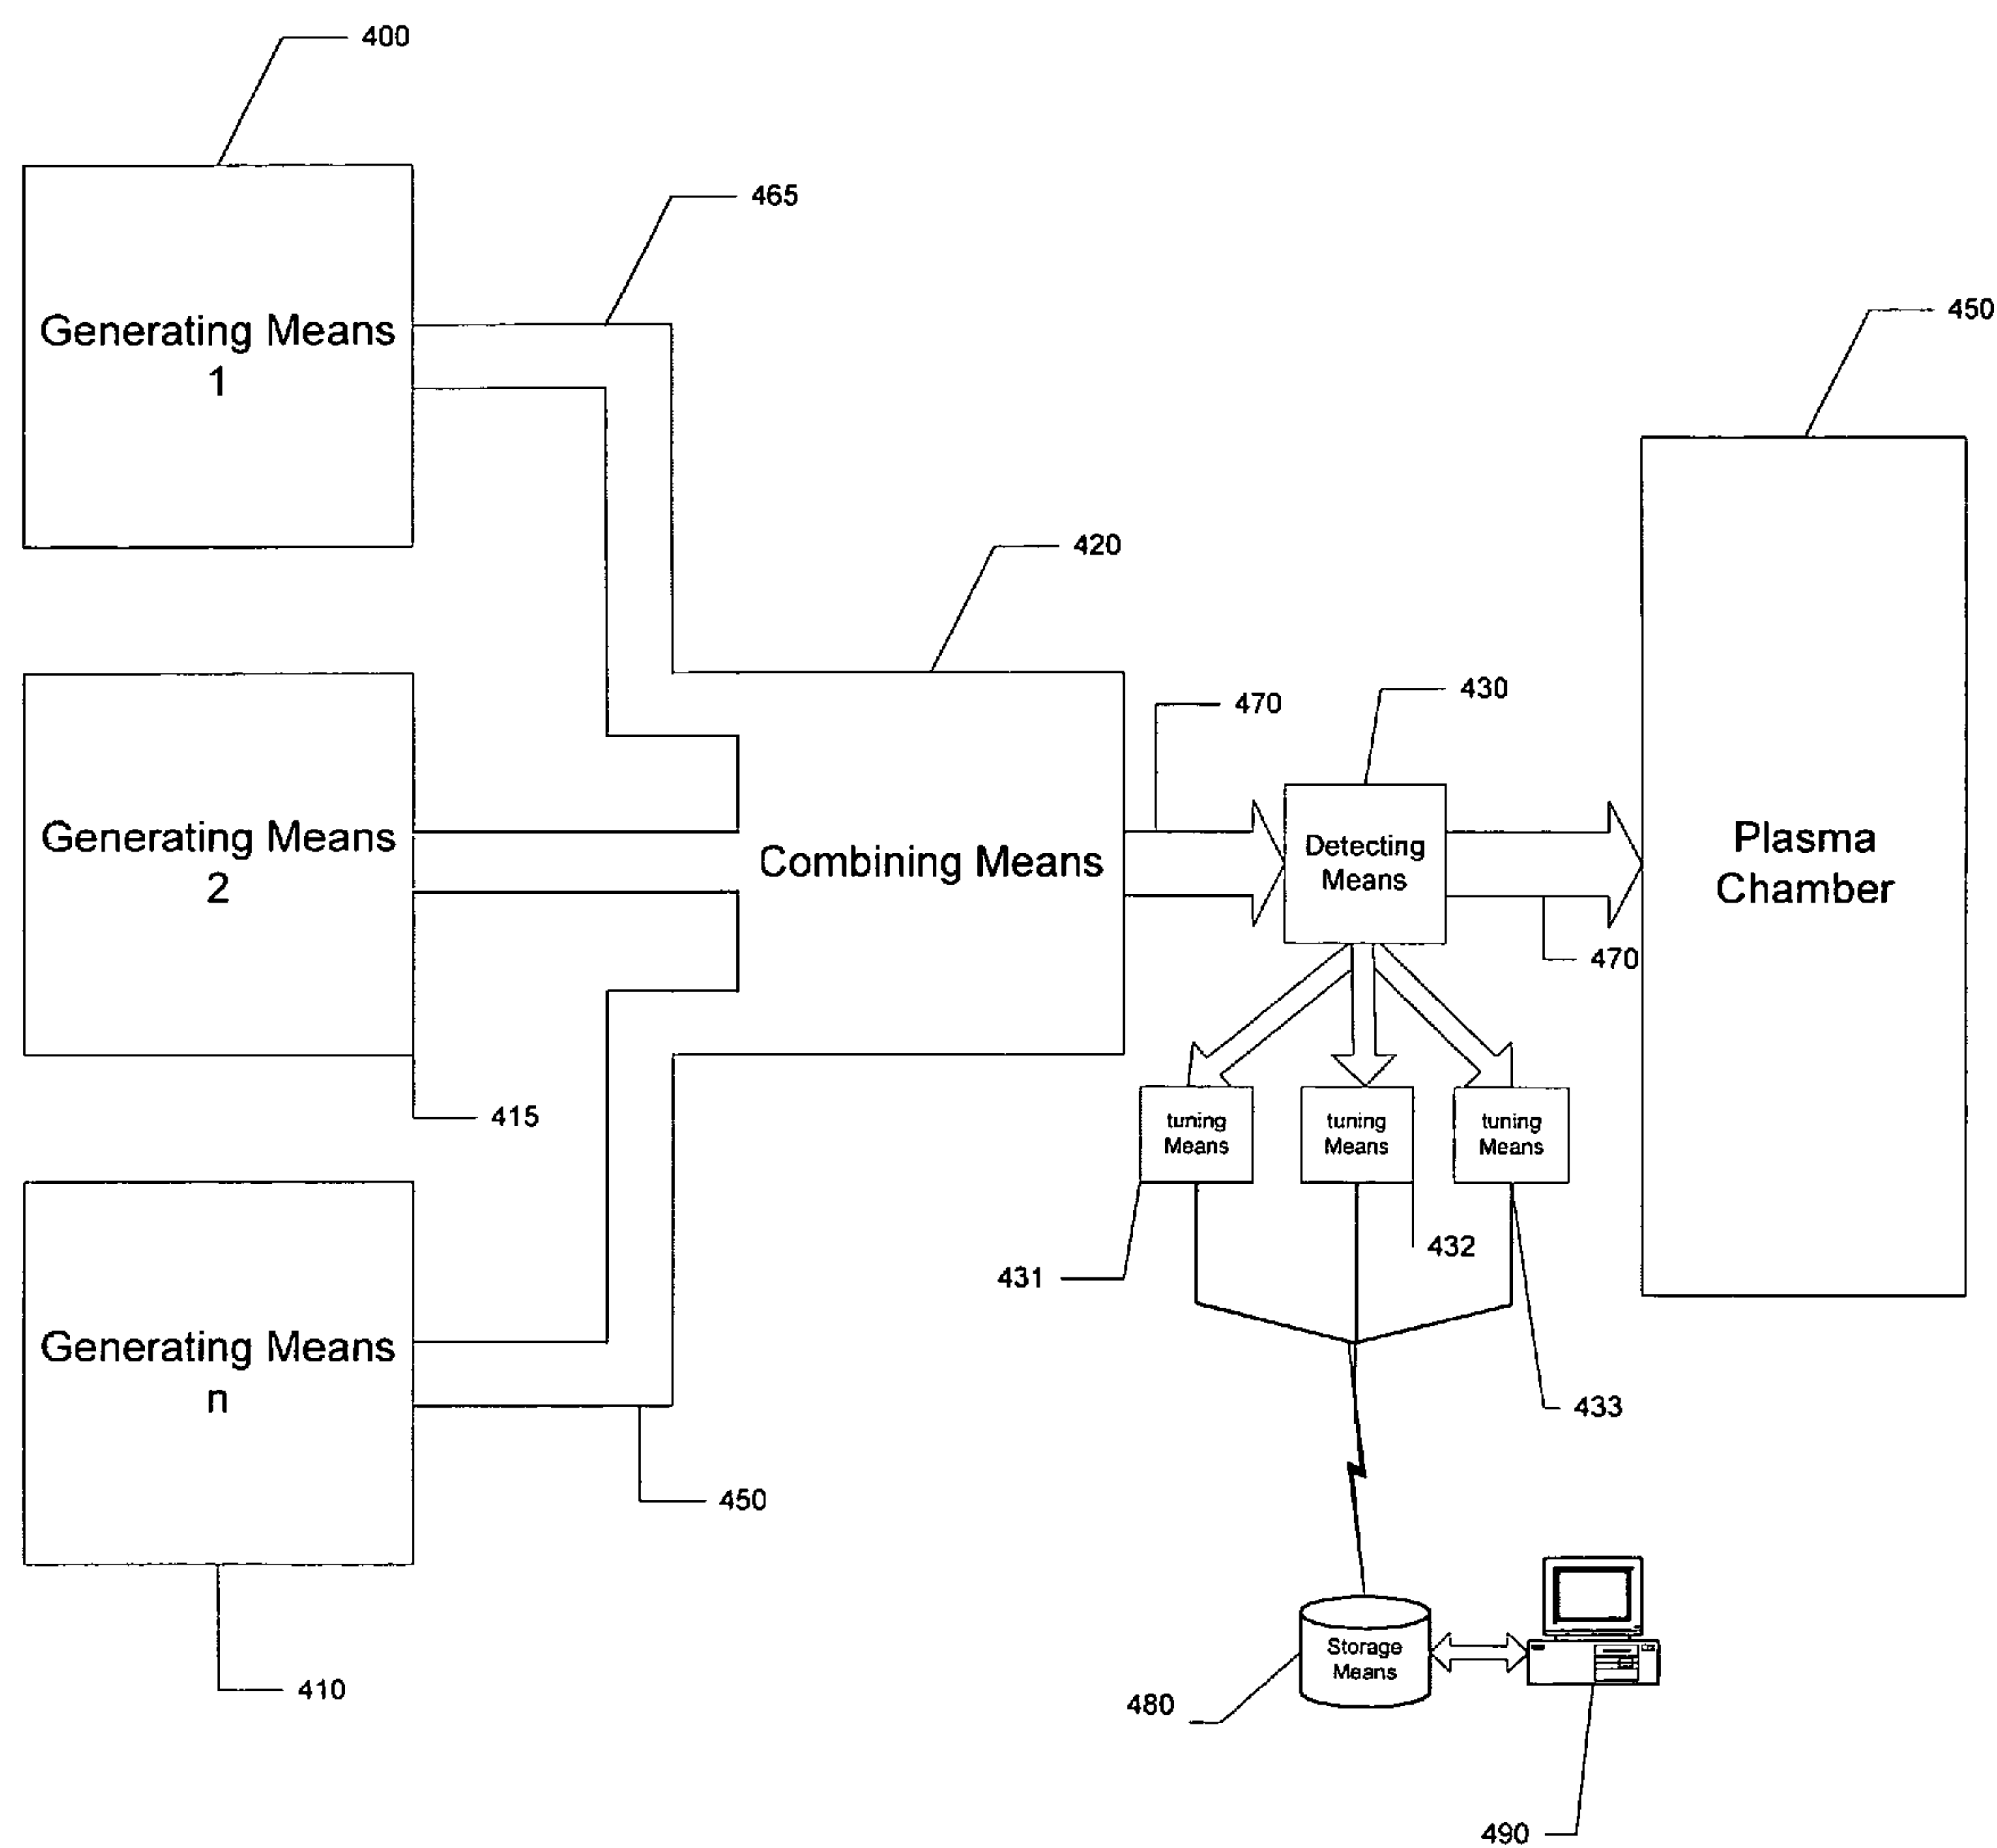 400
465
Generating Means
1
450
420
Generating Means
2
415
Combining Means
470
430
Detecting
Means
470
Plasma
Chamber
tuning
Means
tuning
Means
tuning
Means
431
432
433
Generating Means
n
450
410
Storage
Means
480
490